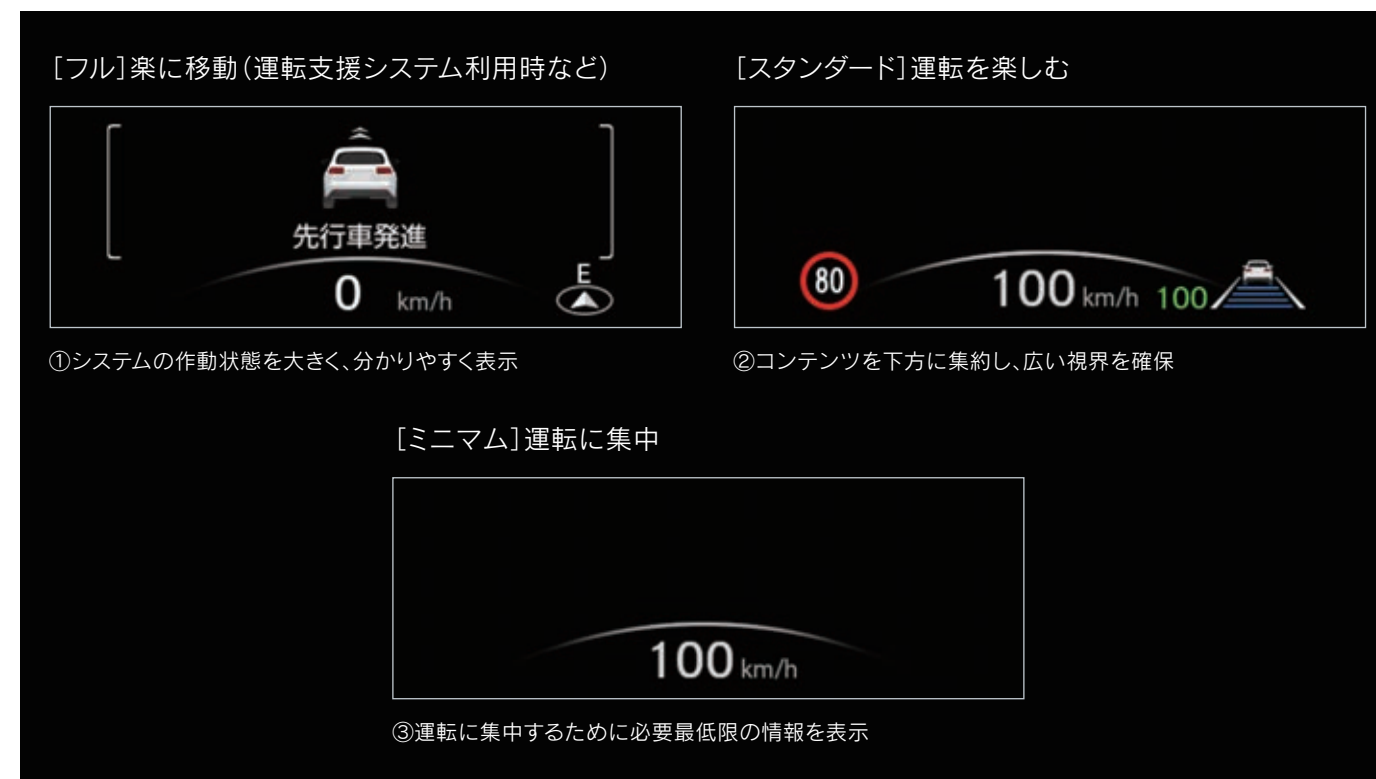 ［フル］楽に移動（運転支援システム利用時など）
先行車発進
0 km/h
E
①システムの作動状態を大きく、分かりやすく表示
［スタンダード］運転を楽しむ
80
100 km/h 100
②コンテンツを下方に集約し、広い視界を確保
［ミニマム］運転に集中
100 km/h
③運転に集中するために必要最低限の情報を表示